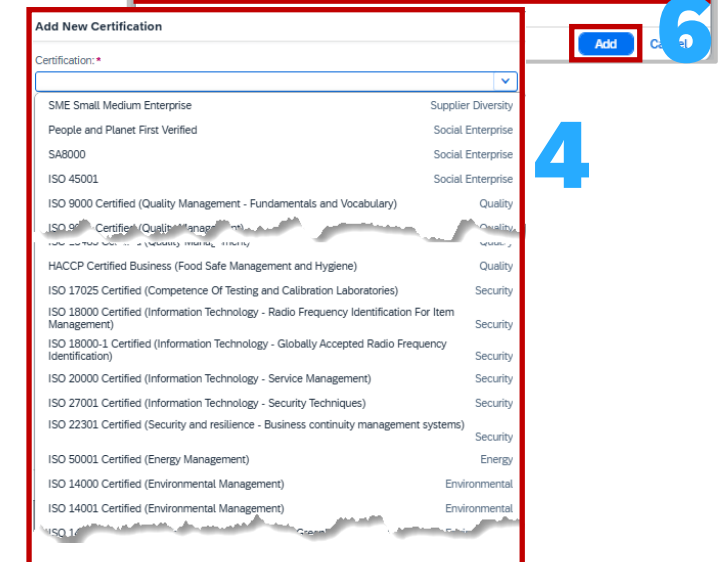 6
Add New Certification
Add
Certification: *
SME Small Medium Enterprise Supplier Diversity
People and Planet First Verified Social Enterprise
4
SA8000 Social Enterprise
ISO 45001 Social Enterprise
ISO 9000 Certified (Quality Management - Fundamentals and Vocabulary) Quality
Certified Quality
HACCP Certified Business (Food Safe Management and Hygiene) Quality
ISO 17025 Certified (Competence Of Testing and Calibration Laboratories) Security
ISO 18000 Certified (Information Technology - Radio Frequency Identification For Item
Management) Security
ISO 18000-1 Certified (Information Technology - Globally Accepted Radio Frequency
Identification) Security
ISO 20000 Certified (Information Technology - Service Management) Security
ISO 27001 Certified (Information Technology - Security Techniques) Security
ISO 22301 Certified (Security and resilience - Business continuity management systems)
Security
ISO 50001 Certified (Energy Management) Energy
ISO 14000 Certified (Environmental Management) Environmental
ISO 14001 Certified (Environmental Management) Environmental